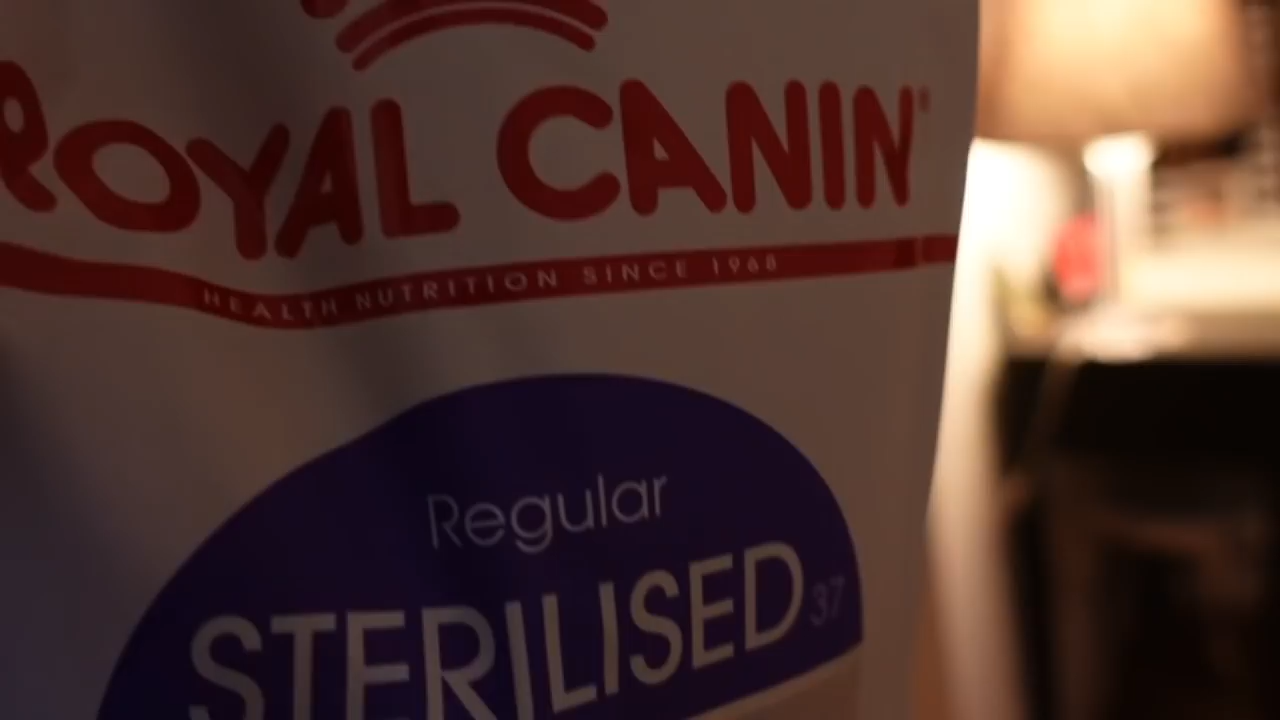 ROYAL CANIN
HEALTH NUTRITION SINCE 1968
Regular
STERILISED 37